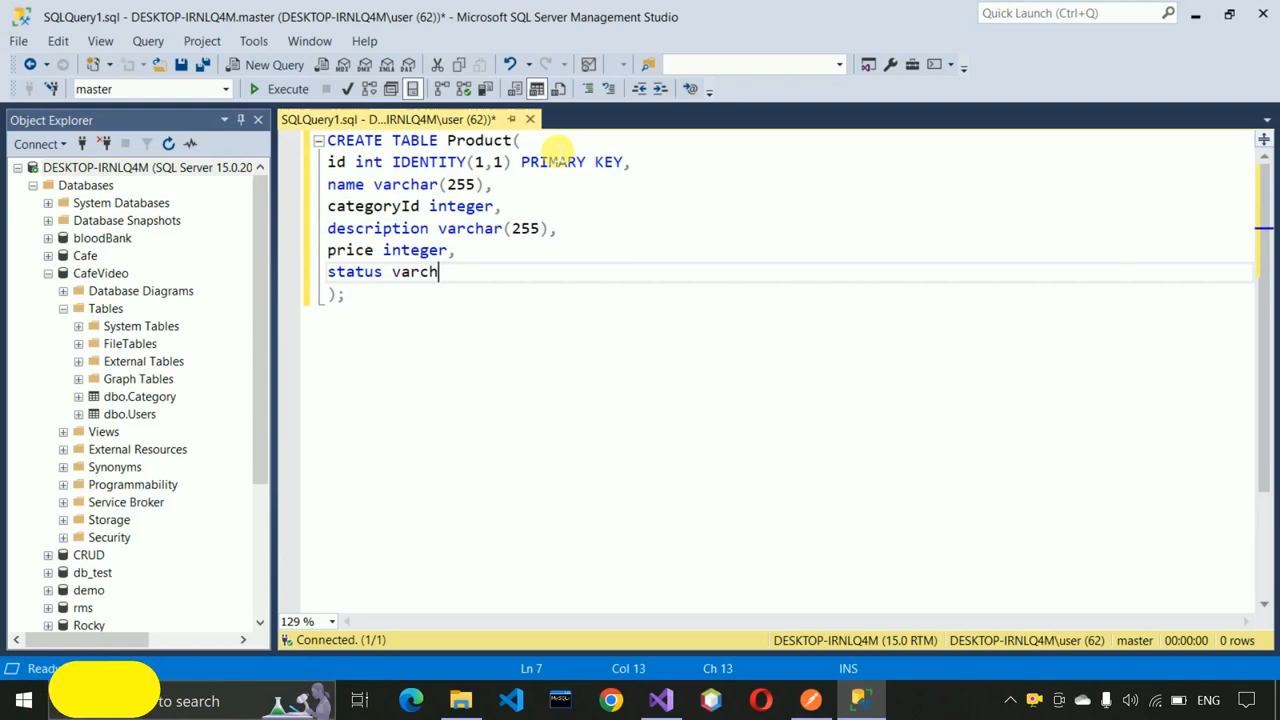 SQLQuery1.sql - DESKTOP-IRNLQ4M.master (DESKTOP-IRNLQ4M\user (62))* - Microsoft SQL Server Management Studio
Quick Launch (Ctrl+Q)
File Edit View Query Project Tools Window Help
New Query
MDX DMX XMLA DAX
master
Execute
Object Explorer
SQLQuery1.sql - D...IRNLQ4M\user (62))*
Connect
DESKTOP-IRNLQ4M (SQL Server 15.0.20
Databases
System Databases
Database Snapshots
bloodBank
Cafe
CafeVideo
Database Diagrams
Tables
System Tables
FileTables
External Tables
Graph Tables
dbo.Category
dbo.Users
Views
External Resources
Synonyms
Programmability
Service Broker
Storage
Security
CRUD
db_test
demo
rms
Rocky
CREATE TABLE Product(
id int IDENTITY(1,1) PRIMARY KEY,
name varchar(255),
categoryId integer,
description varchar(255),
price integer,
status varch
);
129 %
Connected. (1/1)
DESKTOP-IRNLQ4M (15.0 RTM)
DESKTOP-IRNLQ4M\user (62)
master
00:00:00
0 rows
Ready
Ln 7
Col 13
Ch 13
INS
to search
MySQL
ENG